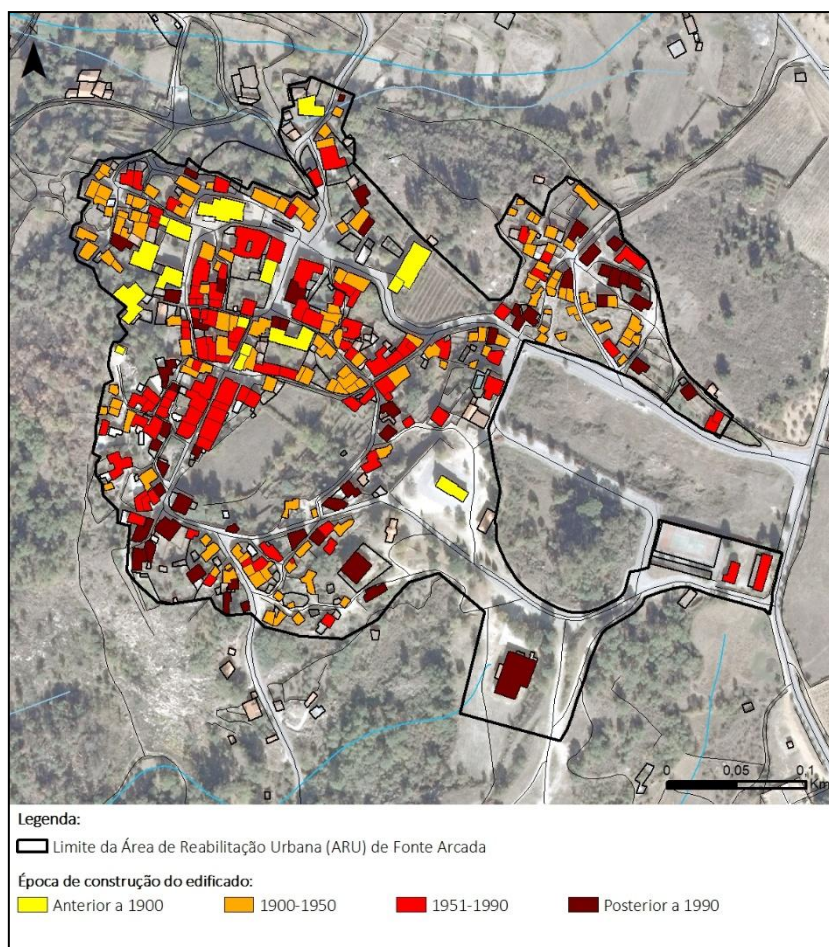 N
0 0,05 0,1
Km
Legenda:
Limite da Área de Reabilitação Urbana (ARU) de Fonte Arcada
Época de construção do edificado:
Anterior a 1900 1900-1950 1951-1990 Posterior a 1990